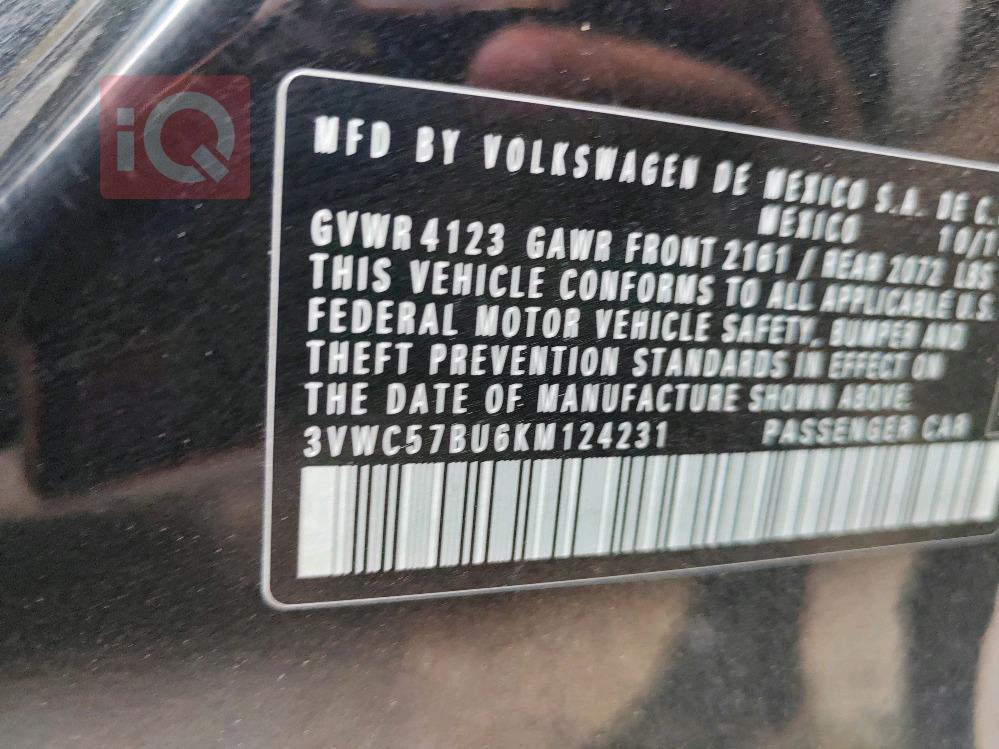 iQ
MFD BY VOLKSWAGEN DE MEXICO S.A. DE C.
MEXICO 10/1
GVWR 4123 GAWR FRONT 2161 / REAR 2072 LBS
THIS VEHICLE CONFORMS TO ALL APPLICABLE U.S.
FEDERAL MOTOR VEHICLE SAFETY, BUMPER AND
THEFT PREVENTION STANDARDS IN EFFECT ON
THE DATE OF MANUFACTURE SHOWN ABOVE.
3VWC57BU6KM124231 PASSENGER CAR